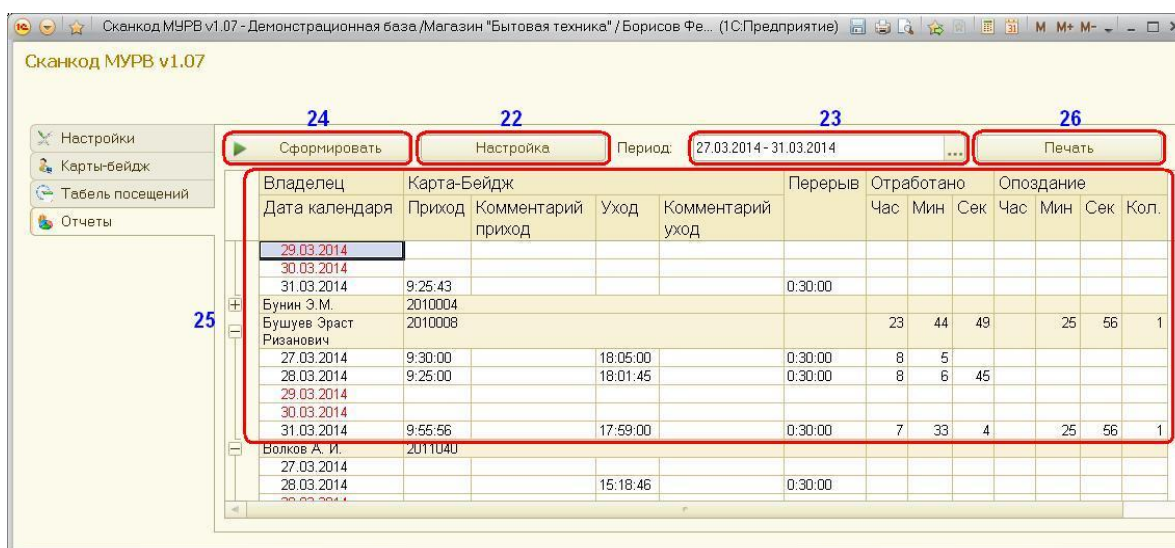 Сканкод МУРВ v1.07 - Демонстрационная база /Магазин "Бытовая техника" / Борисов Фе... (1С:Предприятие) M M+ M-
Сканкод МУРВ v1.07
24 22 23 26
Настройки
Карты-бейдж
Табель посещений
Отчеты
Сформировать Настройка Период: 27.03.2014 - 31.03.2014 ... Печать
Владелец Карта-Бейдж Перерыв Отработано Опоздание
Дата календаря Приход Комментарий приход Уход Комментарий уход Час Мин Сек Час Мин Сек Кол.
29.03.2014
30.03.2014
31.03.2014 9:25:43 0:30:00
Бунин Э.М. 2010004
25
Бушуев Эраст Ризанович 2010008 23 44 49 25 56 1
27.03.2014 9:30:00 18:05:00 0:30:00 8 5
28.03.2014 9:25:00 18:01:45 0:30:00 8 6 45
29.03.2014
30.03.2014
31.03.2014 9:55:56 17:59:00 0:30:00 7 33 4 25 56 1
Волков А. И. 2011040
27.03.2014
28.03.2014 15:18:46 0:30:00